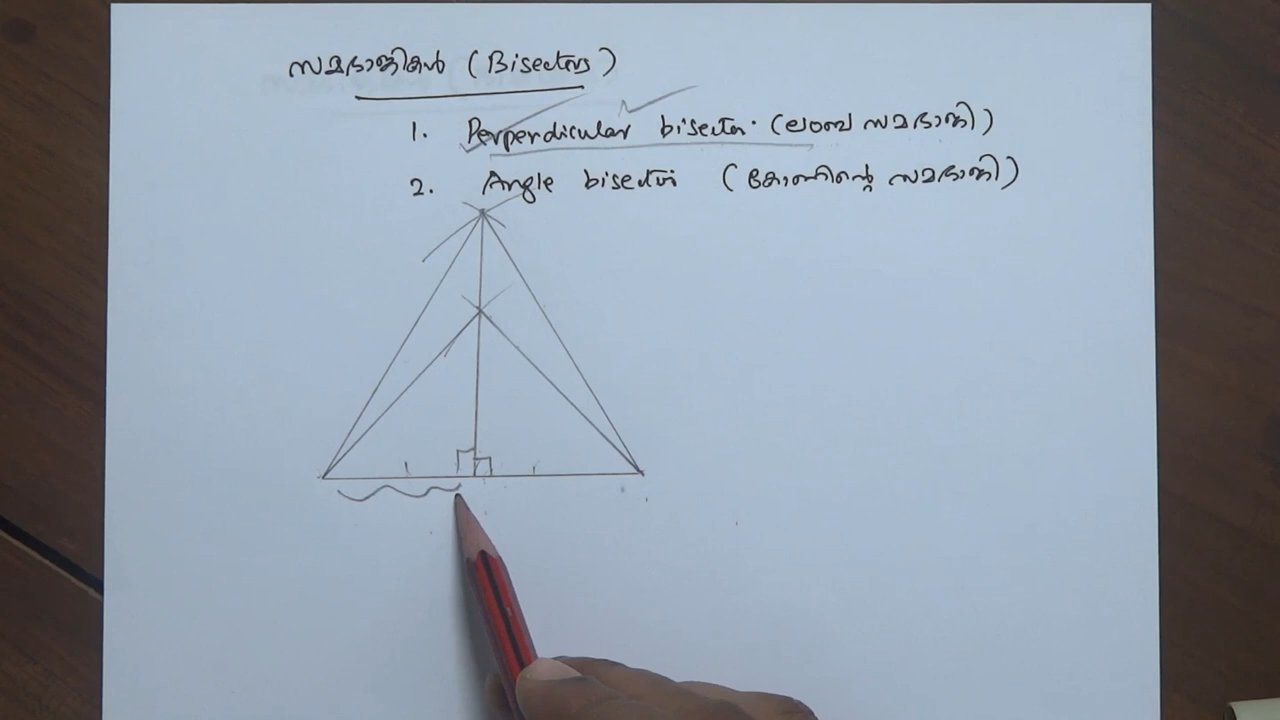 സമഭാജികൾ (Bisectors)
1. Perpendicular bisector. (ലംബ സമഭാജി)
2. Angle bisector (കോണിന്റെ സമഭാജി)